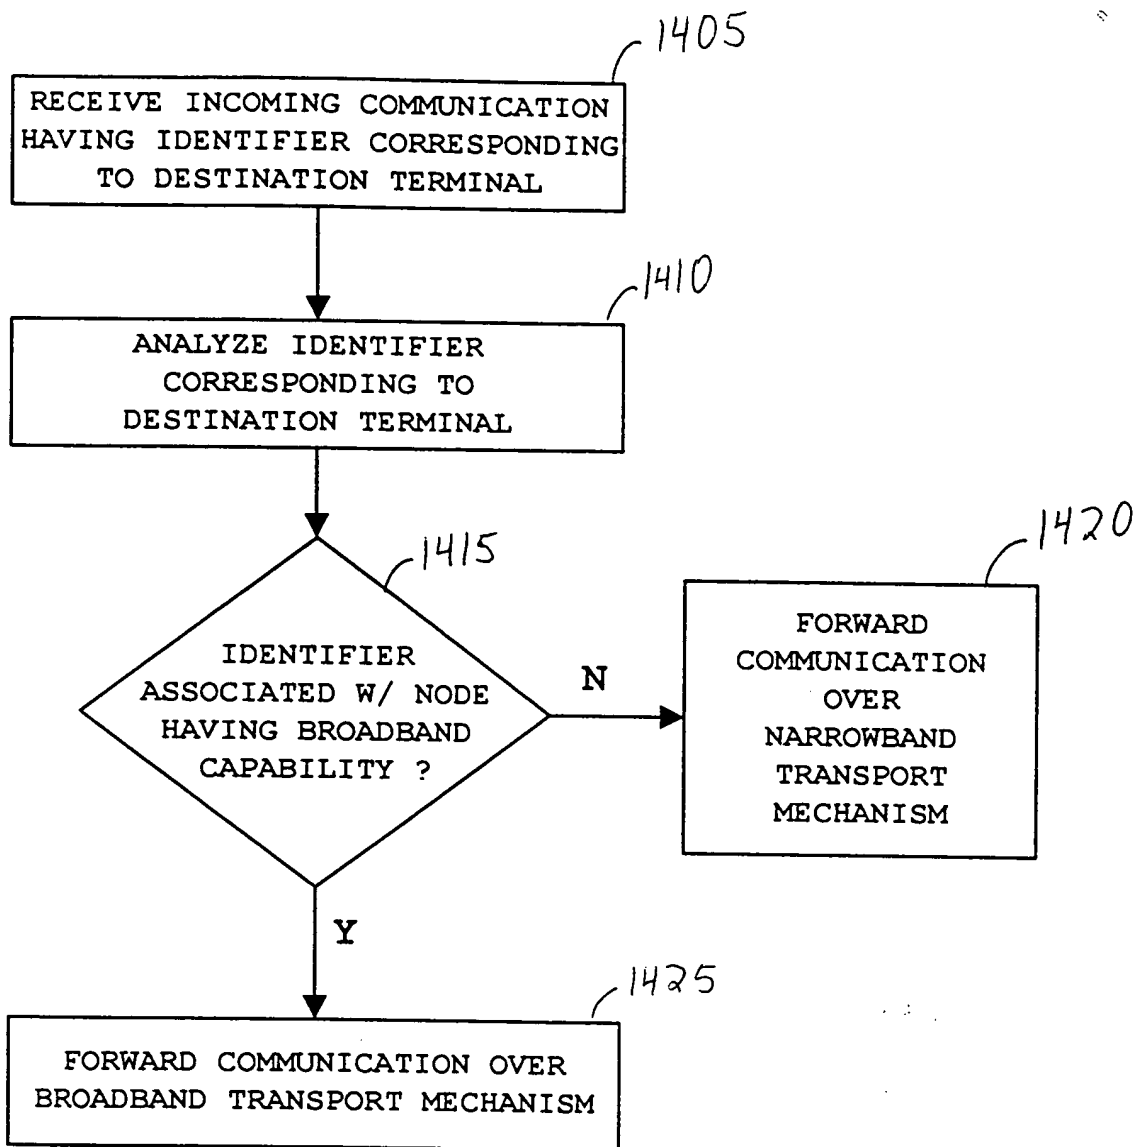 1405
RECEIVE INCOMING COMMUNICATION
HAVING IDENTIFIER CORRESPONDING
TO DESTINATION TERMINAL
1410
ANALYZE IDENTIFIER
CORRESPONDING TO
DESTINATION TERMINAL
1415
IDENTIFIER
ASSOCIATED W/ NODE
HAVING BROADBAND
CAPABILITY ?
N
1420
FORWARD
COMMUNICATION
OVER
NARROWBAND
TRANSPORT
MECHANISM
Y
1425
FORWARD COMMUNICATION OVER
BROADBAND TRANSPORT MECHANISM